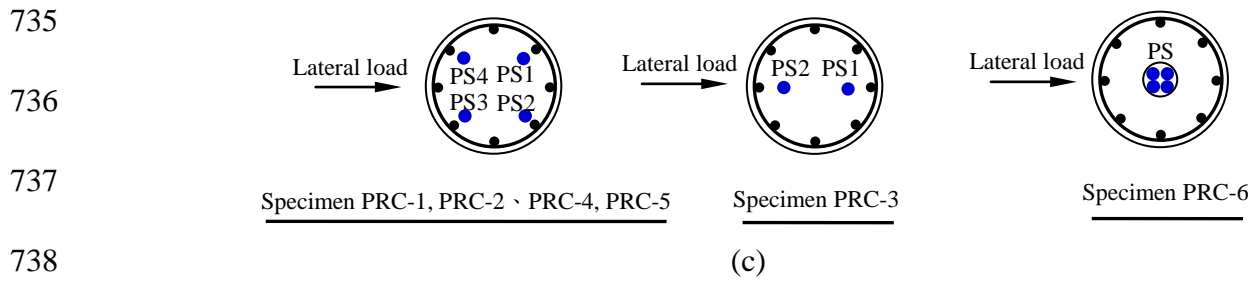 735
Lateral load
PS4 PS1
PS3 PS2
Lateral load
PS2 PS1
Lateral load
PS
736
737
Specimen PRC-1, PRC-2、PRC-4, PRC-5
Specimen PRC-3
Specimen PRC-6
738
(c)